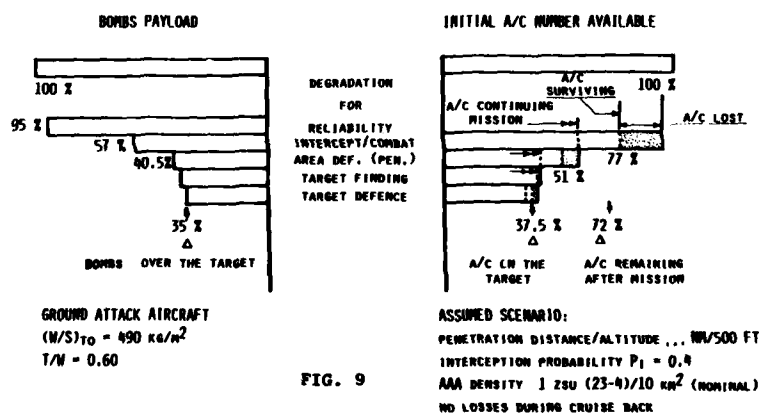 BOMBS PAYLOAD
INITIAL A/C NUMBER AVAILABLE
100 %
95 %
57 %
40.5%
35 %
BOMBS OVER THE TARGET
DEGRADATION
FOR
RELIABILITY
INTERCEPT/COMBAT
AREA DEF. (PEN.)
TARGET FINDING
TARGET DEFENCE
100 %
A/C
SURVIVING
A/C CONTINUING
MISSION
A/C LOST
77 %
51 %
37.5 %
72 %
A/C ON THE
TARGET
A/C REMAINING
AFTER MISSION
GROUND ATTACK AIRCRAFT
(W/S)TO = 490 KG/M2
T/W = 0.60
FIG. 9
ASSUMED SCENARIO:
PENETRATION DISTANCE/ALTITUDE ... NM/500 FT
INTERCEPTION PROBABILITY PI = 0.4
AAA DENSITY 1 ZSU (23-4)/10 KM2 (NOMINAL)
NO LOSSES DURING CRUISE BACK